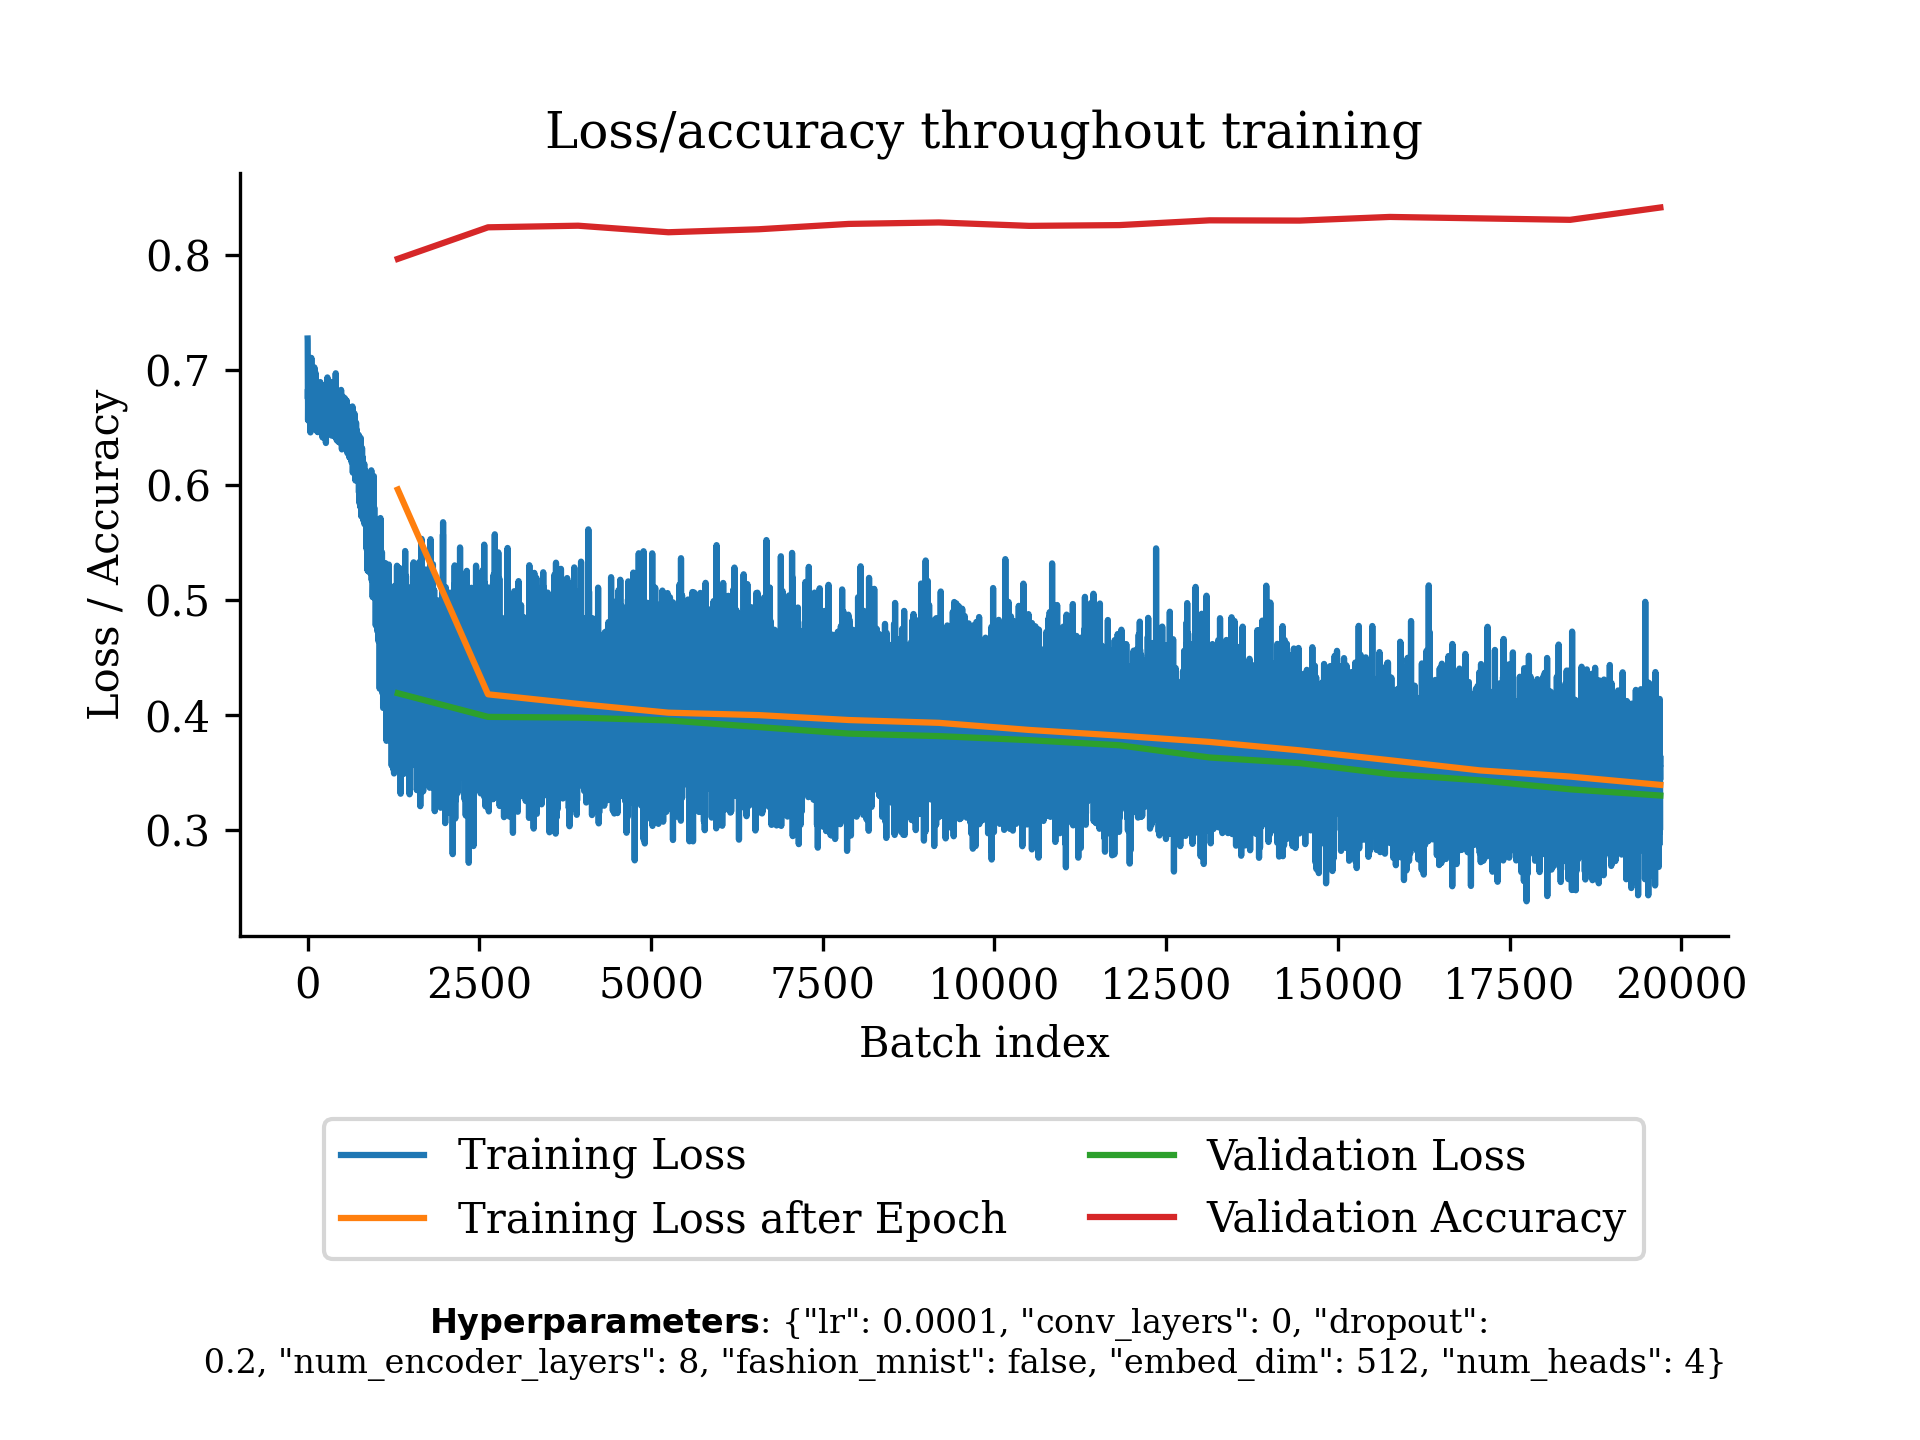 Loss/accuracy throughout training
Loss / Accuracy
0.8
0.7
0.6
0.5
0.4
0.3
0 2500 5000 7500 10000 12500 15000 17500 20000
Batch index
Training Loss
Training Loss after Epoch
Validation Loss
Validation Accuracy
Hyperparameters: {"lr": 0.0001, "conv_layers": 0, "dropout":
0.2, "num_encoder_layers": 8, "fashion_mnist": false, "embed_dim": 512, "num_heads": 4}